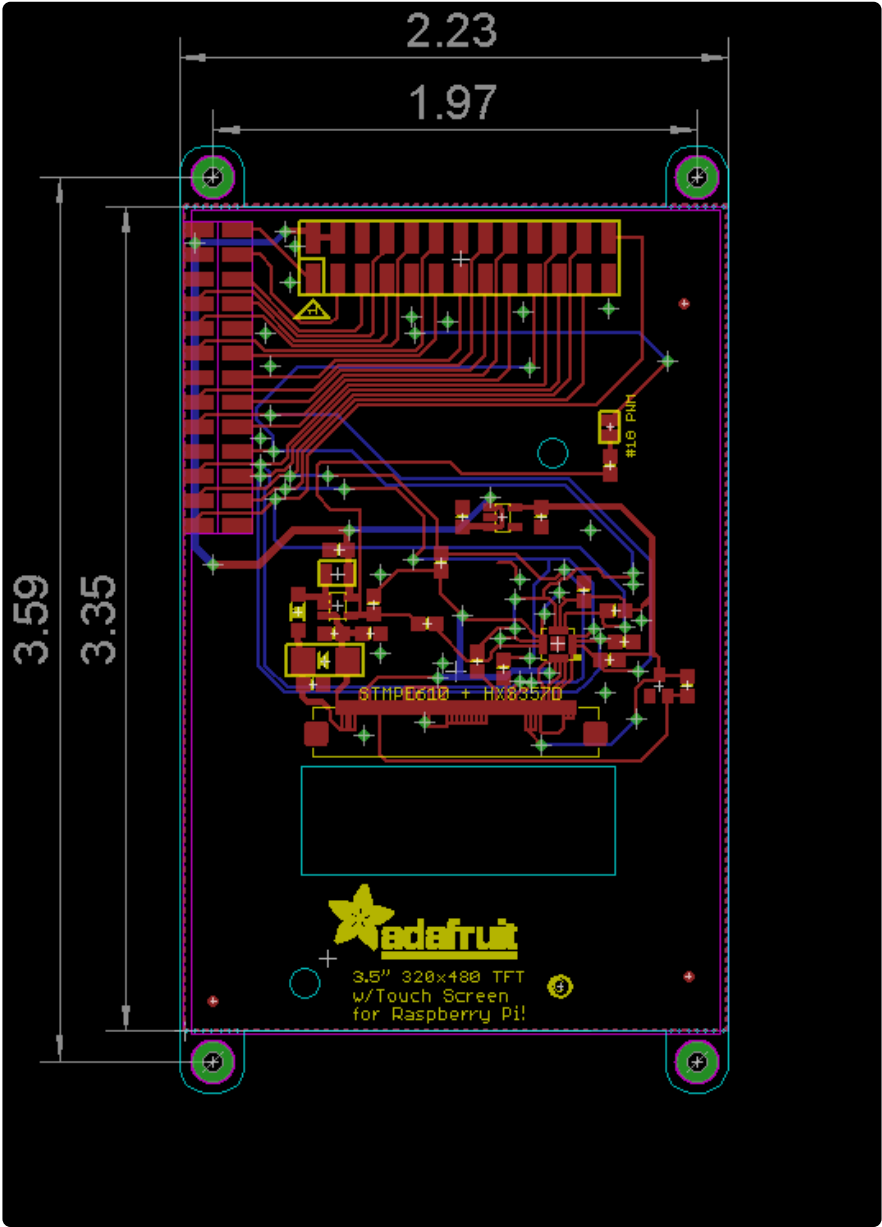 2.23
1.97
3.59
3.35
#18 PWM
STMPE610 + HX8357D
adafruit
3.5" 320x480 TFT
w/Touch Screen
for Raspberry Pi!